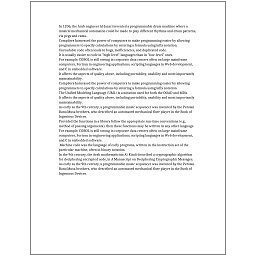 In 1206, the Arab engineer Al-Jazari invented a programmable drum machine where a
musical mechanical automaton could be made to play different rhythms and drum patterns,
via pegs and cams.
Compilers harnessed the power of computers to make programming easier by allowing
programmers to specify calculations by entering a formula using infix notation.
Unreadable code often leads to bugs, inefficiencies, and duplicated code.
It is usually easier to code in "high-level" languages than in "low-level" ones.
For example, COBOL is still strong in corporate data centers often on large mainframe
computers, Fortran in engineering applications, scripting languages in Web development,
and C in embedded software.
It affects the aspects of quality above, including portability, usability and most importantly
maintainability.
Compilers harnessed the power of computers to make programming easier by allowing
programmers to specify calculations by entering a formula using infix notation.
The Unified Modeling Language (UML) is a notation used for both the OOAD and MDA.
It affects the aspects of quality above, including portability, usability and most importantly
maintainability.
As early as the 9th century, a programmable music sequencer was invented by the Persian
Banu Musa brothers, who described an automated mechanical flute player in the Book of
Ingenious Devices.
Provided the functions in a library follow the appropriate run-time conventions (e.g.,
method of passing arguments), then these functions may be written in any other language.
For example, COBOL is still strong in corporate data centers often on large mainframe
computers, Fortran in engineering applications, scripting languages in Web development,
and C in embedded software.
Machine code was the language of early programs, written in the instruction set of the
particular machine, often in binary notation.
In the 9th century, the Arab mathematician Al-Kindi described a cryptographic algorithm
for deciphering encrypted code, in A Manuscript on Deciphering Cryptographic Messages.
As early as the 9th century, a programmable music sequencer was invented by the Persian
Banu Musa brothers, who described an automated mechanical flute player in the Book of
Ingenious Devices.